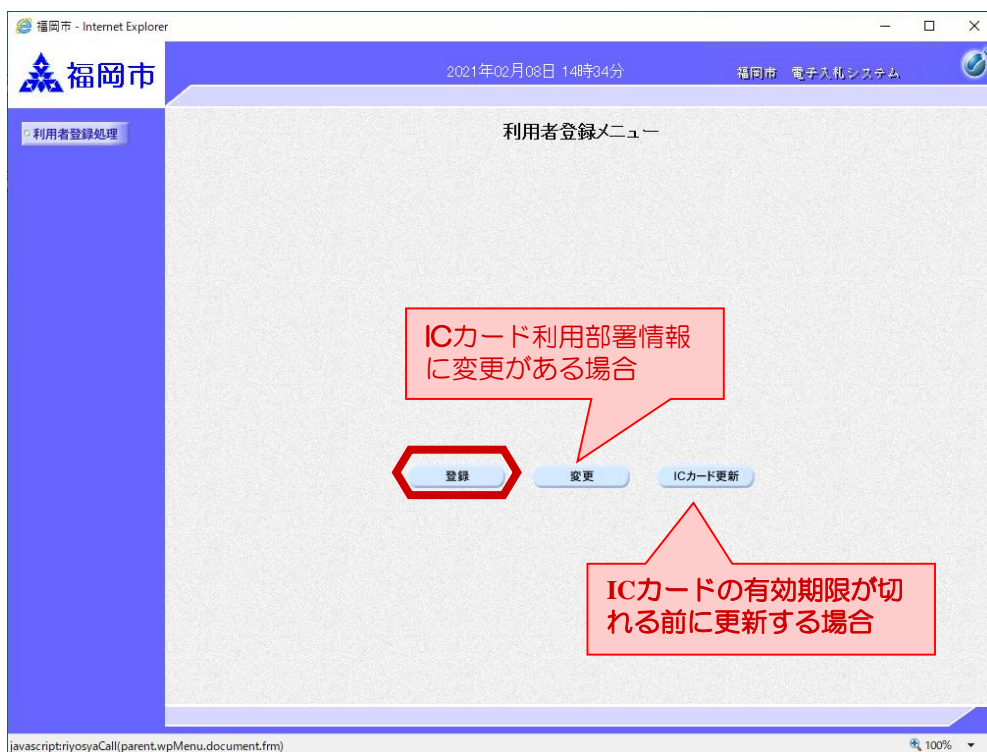 福岡市 - Internet Explorer
福岡市
2021年02月08日 14時34分
福岡市 電子入札システム
利用者登録処理
利用者登録メニュー
ICカード利用部署情報
に変更がある場合
登録
変更
ICカード更新
ICカードの有効期限が切
れる前に更新する場合
javascript:riyosyaCall(parent.wpMenu.document.frm)
100%